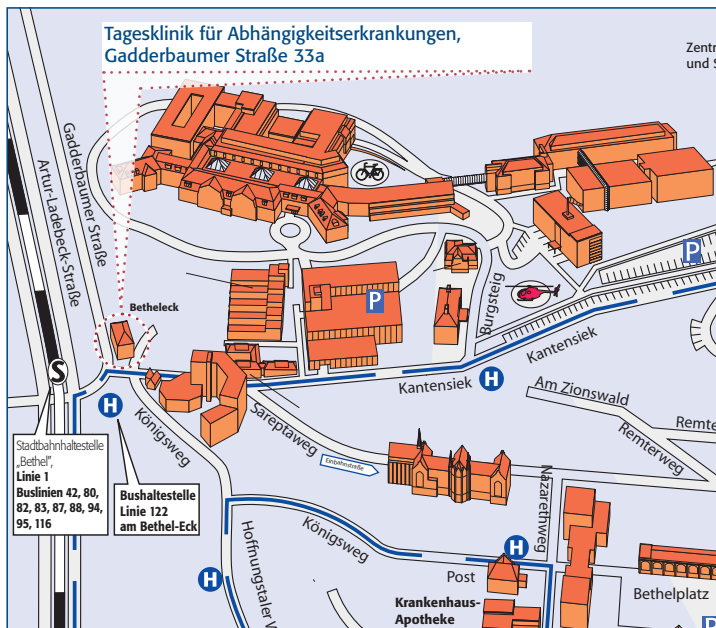 Tagesklinik für Abhängigkeitserkrankungen,
Gadderbaumer Straße 33a
Zentr
und S
Gadderbaumer Straße
Artur-Ladebeck-Straße
Betheleck
P
P
Burgsteig
Kantensiek
Kantensiek
H
S
H
Am Zionswald
Remte
Remterweg
Königsweg
Sareptaweg
Einbahnstraße
Stadtbahnhaltestelle
„Bethel“,
Linie 1
Buslinien 42, 80,
82, 83, 87, 88, 94,
95, 116
Bushaltestelle
Linie 122
am Bethel-Eck
Nazarethweg
Königsweg
Hoffnungstaler W
H
H
Post
Bethelplatz
Krankenhaus-
Apotheke
P